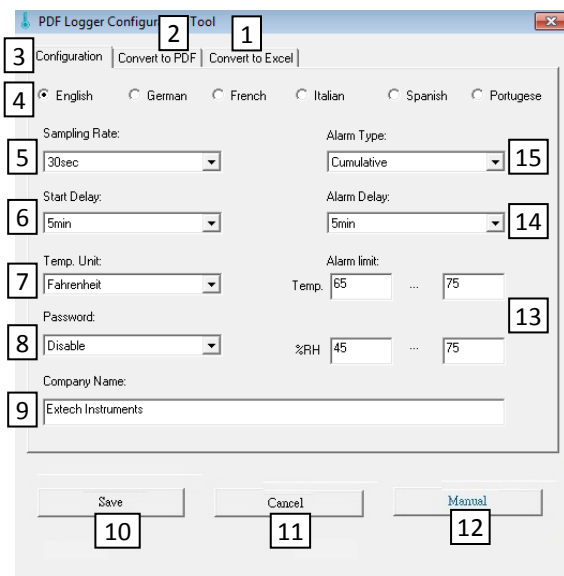 PDF Logger Configur Tool
2 1
3 Configuration Convert to PDF Convert to Excel
4 English German French Italian Spanish Portugese
Sampling Rate: Alarm Type:
5 30sec Cumulative 15
Start Delay: Alarm Delay:
6 5min 5min 14
Temp. Unit: Alarm limit:
7 Fahrenheit Temp. 65 ... 75
Password: 13
8 Disable %RH 45 ... 75
Company Name:
9 Extech Instruments
Save Cancel Manual
10 11 12